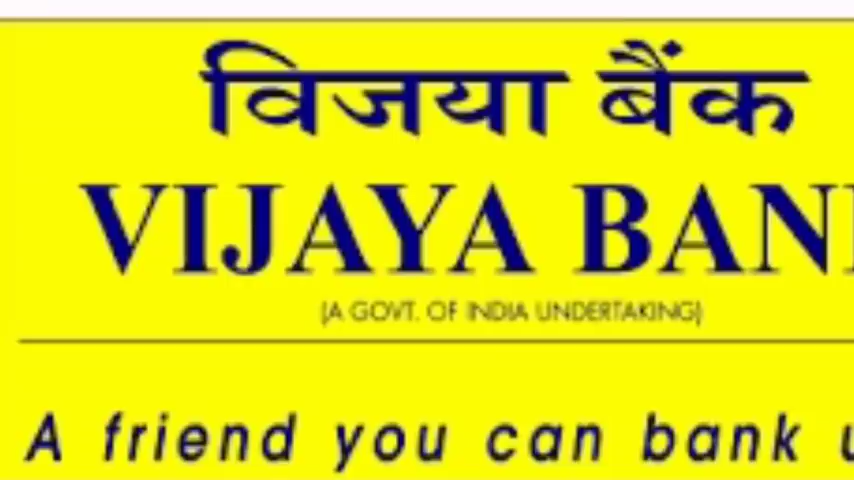 विजया बैंक
VIJAYA BAN
(A GOVT. OF INDIA UNDERTAKING)
A friend you can bank u